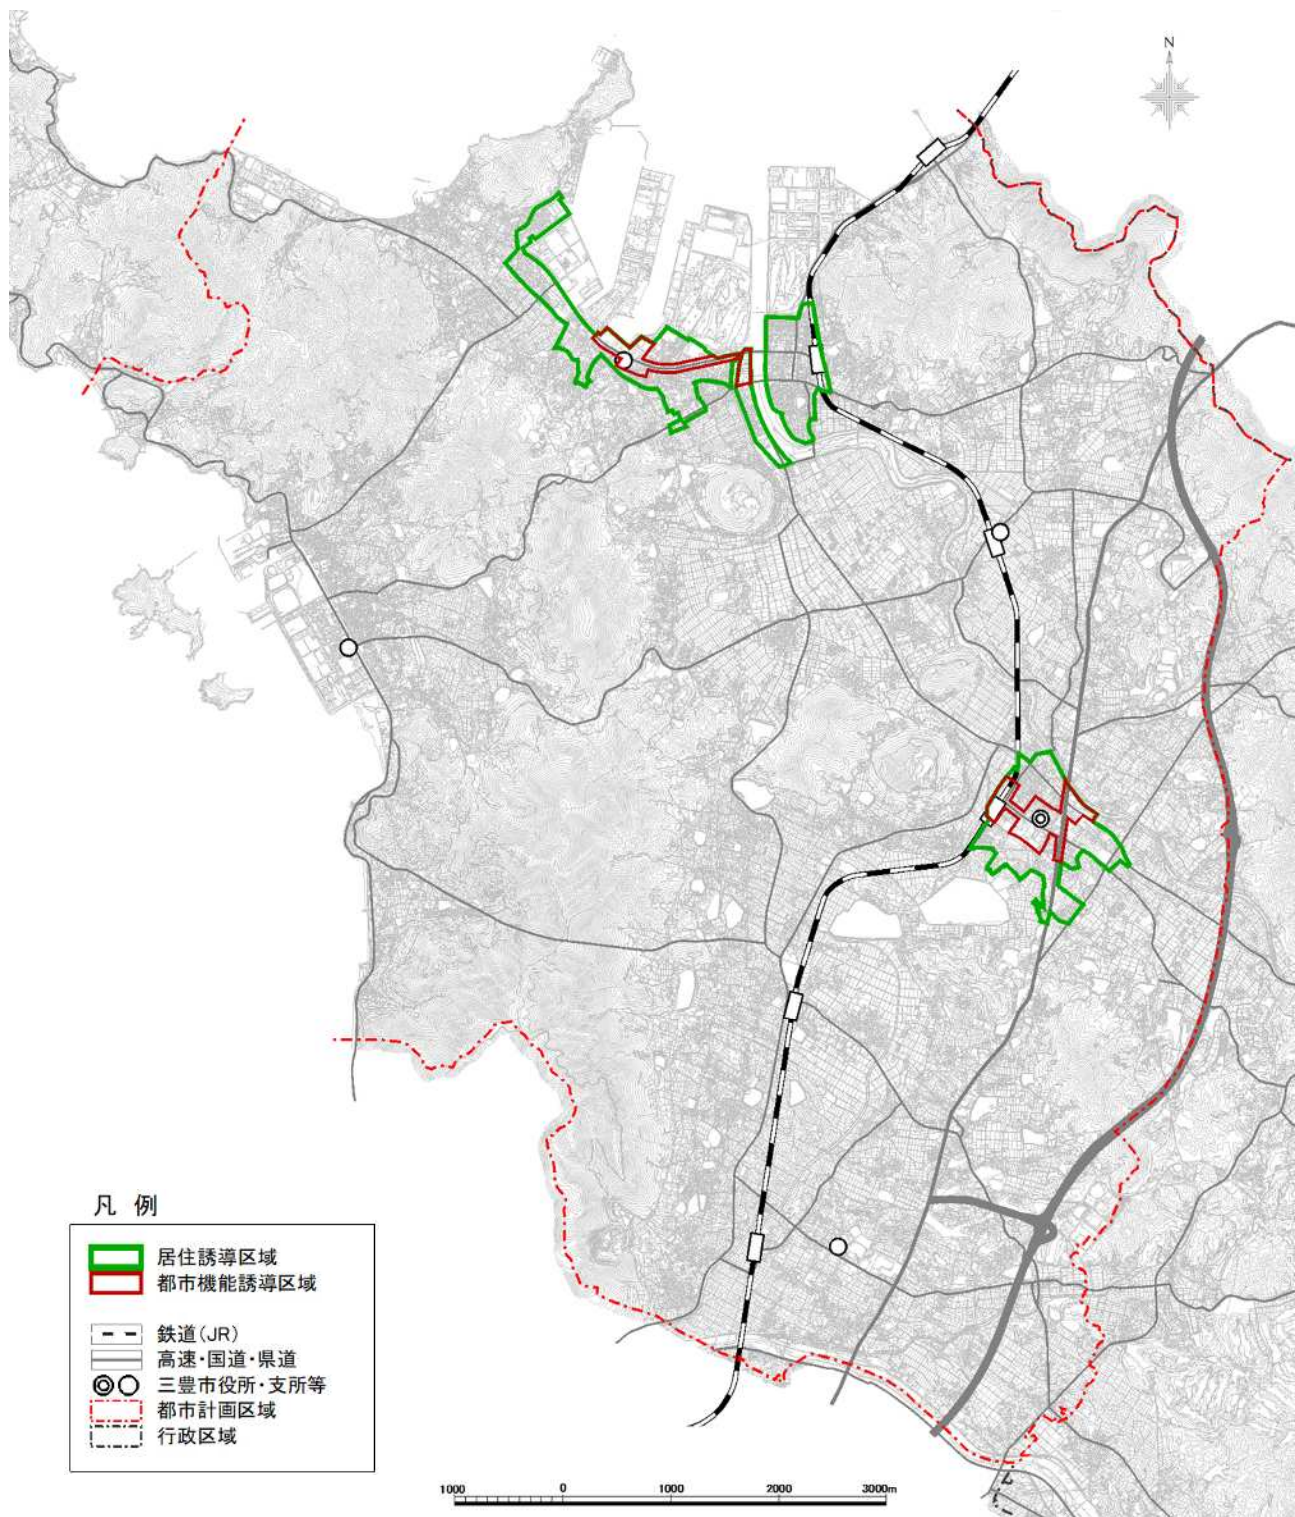 N
凡 例
居住誘導区域
都市機能誘導区域
鉄道(JR)
高速・国道・県道
三豊市役所・支所等
都市計画区域
行政区域
1000 0 1000 2000 3000m